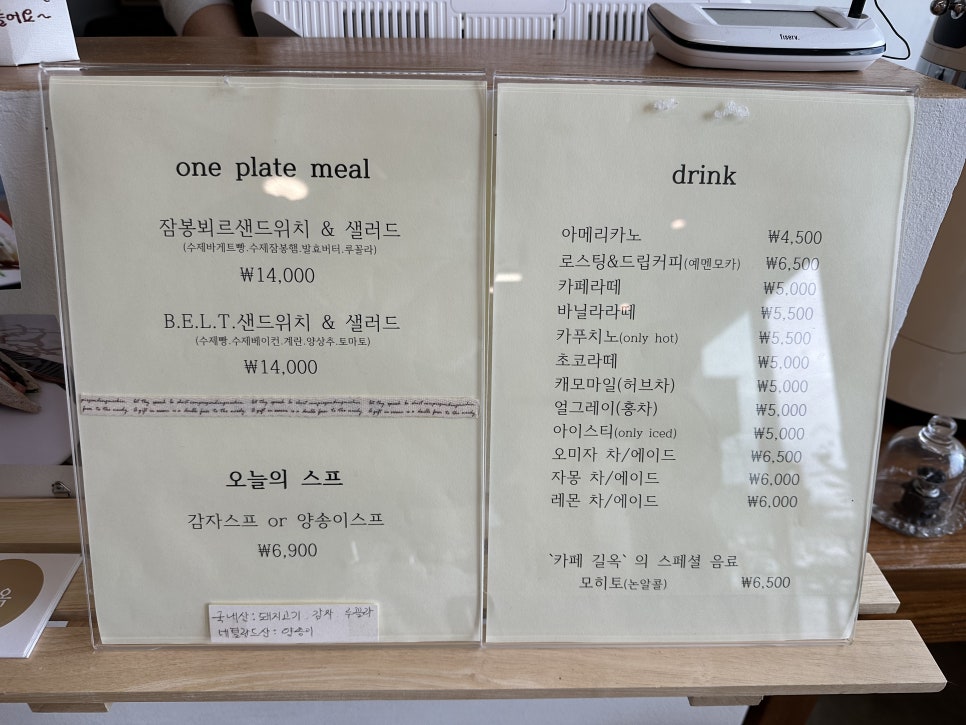 들어요~
fiserv.
one plate meal
잠봉뵈르샌드위치 & 샐러드
(수제바게트빵.수제잠봉햄.발효버터.루꼴라)
₩14,000
B.E.L.T.샌드위치 & 샐러드
(수제빵.수제베이컨.계란.양상추.토마토)
₩14,000
오늘의 스프
감자스프 or 양송이스프
₩6,900
국내산 : 돼지고기. 감자 루꼴라
네덜란드산 : 양송이
drink
아메리카노 ₩4,500
로스팅&드립커피(예멘모카) ₩6,500
카페라떼 ₩5,000
바닐라라떼 ₩5,500
카푸치노(only hot) ₩5,500
초코라떼 ₩5,000
캐모마일(허브차) ₩5,000
얼그레이(홍차) ₩5,000
아이스티(only iced) ₩5,000
오미자 차/에이드 ₩6,500
자몽 차/에이드 ₩6,000
레몬 차/에이드 ₩6,000
`카페 길옥` 의 스페셜 음료
모히토(논알콜) ₩6,500